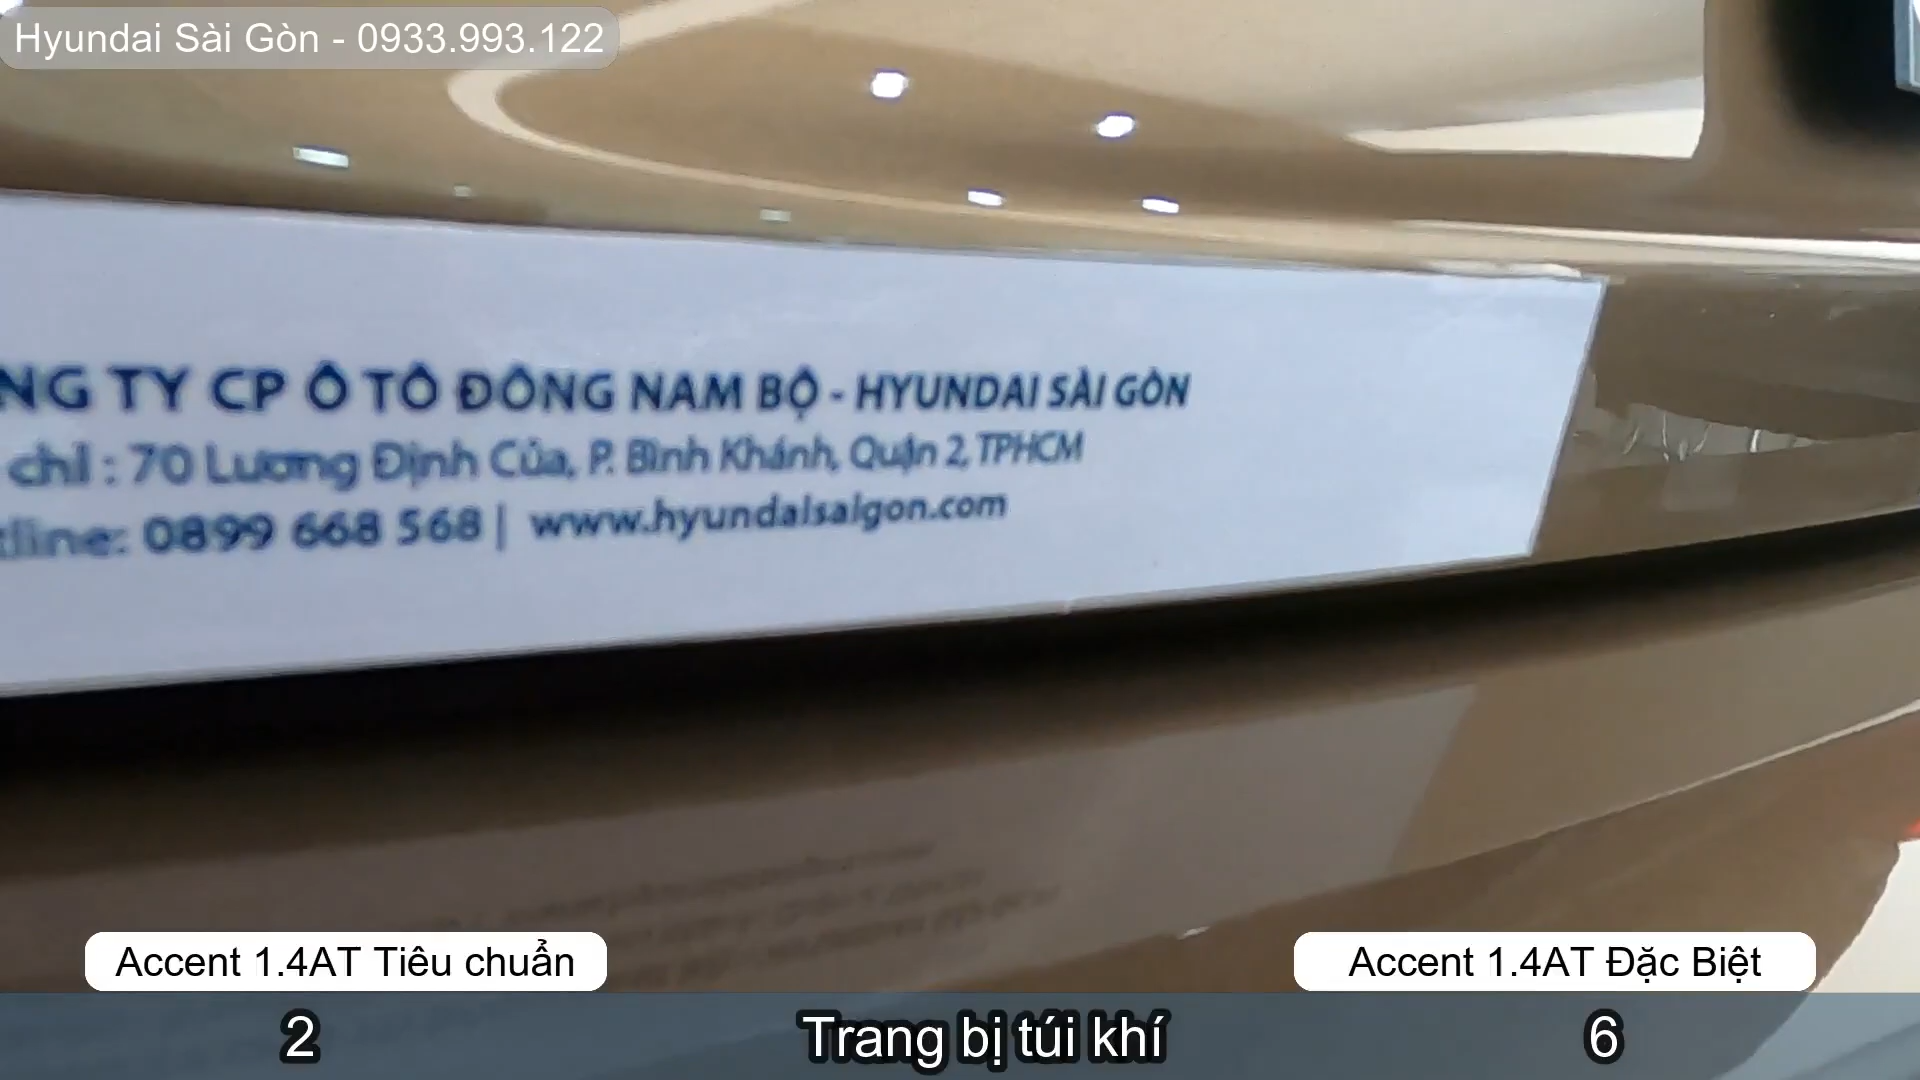 Hyundai Sài Gòn - 0933.993.122
NG TY CP Ô TÔ ĐÔNG NAM BỘ - HYUNDAI SÀI GÒN
chỉ : 70 Lương Định Của, P. Bình Khánh, Quận 2, TPHCM
tline: 0899 668 568 | www.hyundaisaigon.com
Accent 1.4AT Tiêu chuẩn
Accent 1.4AT Đặc Biệt
2 Trang bị túi khí 6